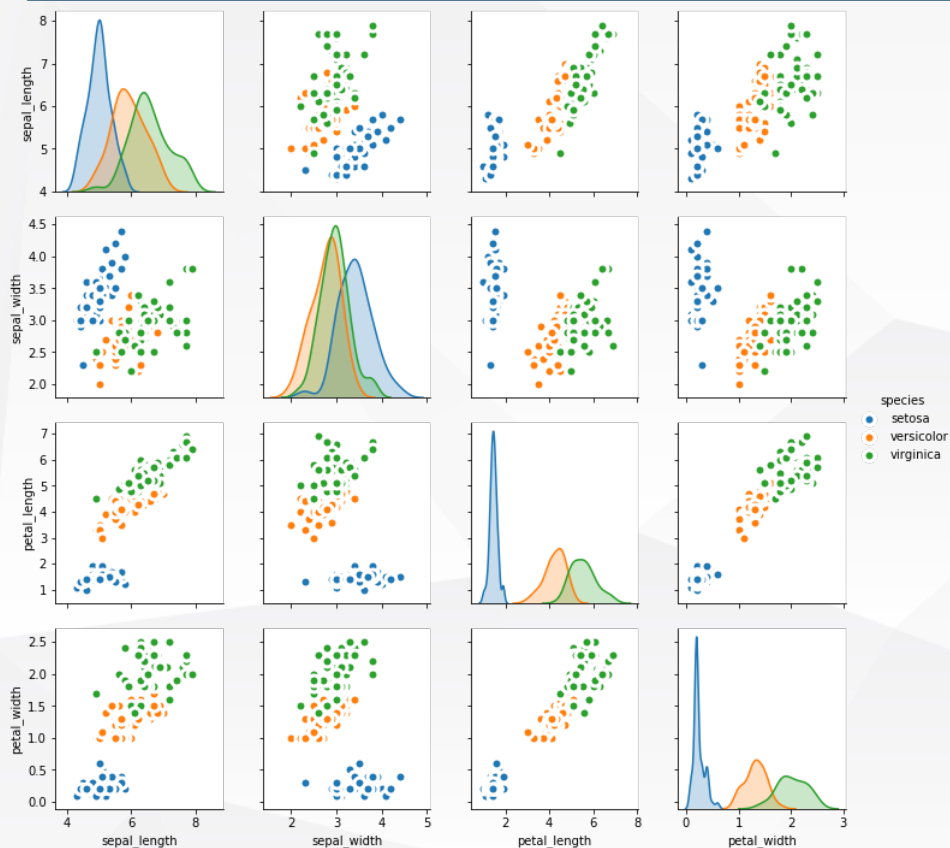 sepal_length
8
7
6
5
4
sepal_width
4.5
4.0
3.5
3.0
2.5
2.0
species
setosa
versicolor
virginica
petal_length
7
6
5
4
3
2
1
petal_width
2.5
2.0
1.5
1.0
0.5
0.0
4 6 8
sepal_length
2 3 4 5
sepal_width
2 4 6 8
petal_length
0 1 2 3
petal_width